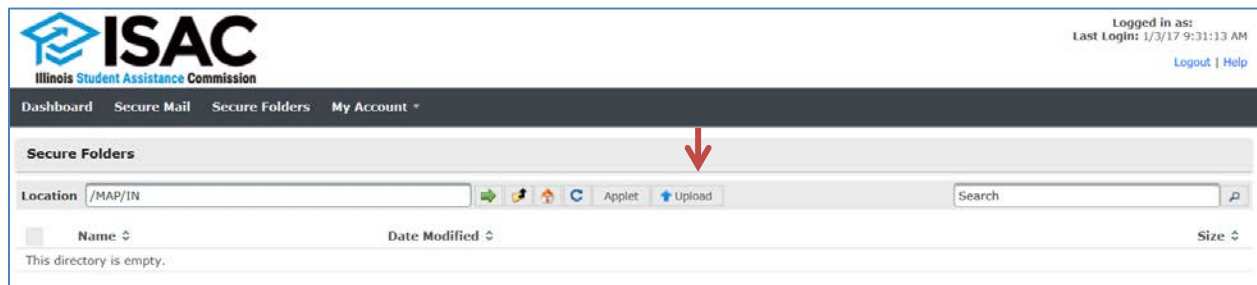 ISAC
Illinois Student Assistance Commission
Logged in as:
Last Login: 1/3/17 9:31:13 AM
Logout | Help
Dashboard Secure Mail Secure Folders My Account
Secure Folders
Location /MAP/IN Applet Upload Search
Name Date Modified Size
This directory is empty.